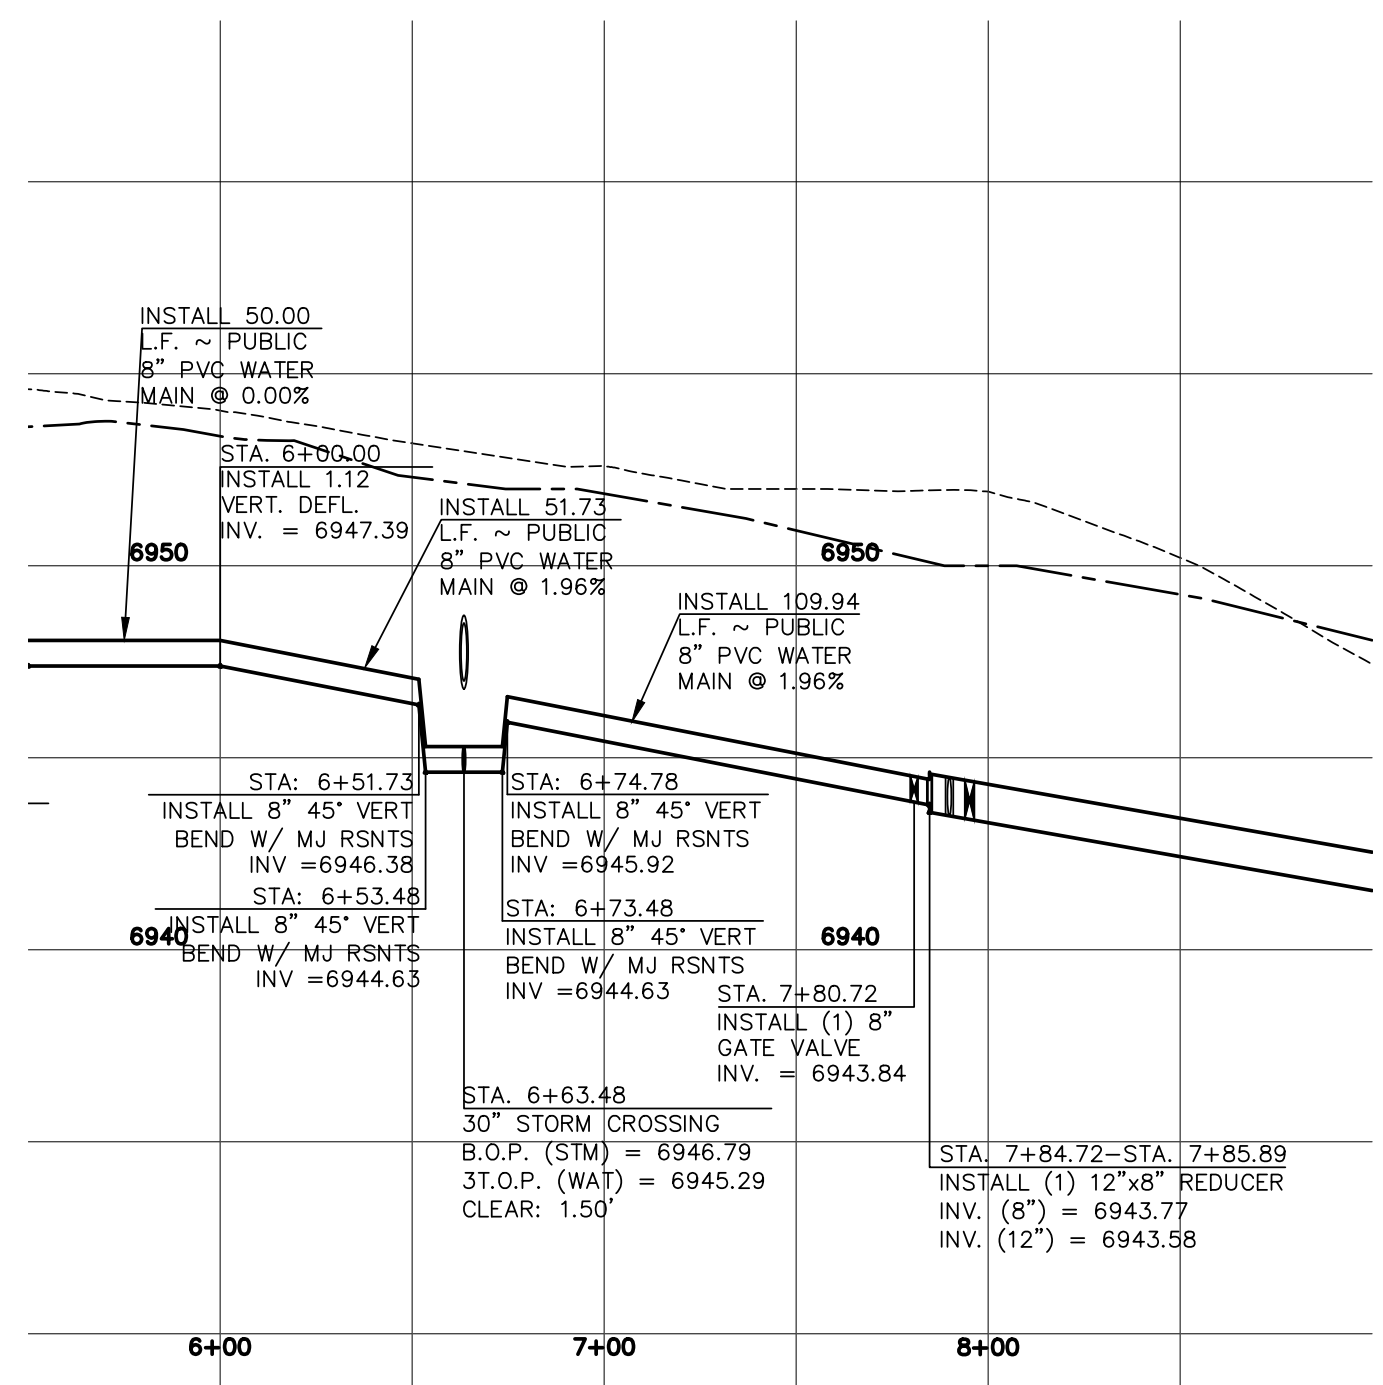 INSTALL 50.00
L.F. ~ PUBLIC
8” PVC WATER
MAIN @ 0.00%
STA. 6+00.00
INSTALL 1.12
VERT. DEFL.
INV. = 6947.39
INSTALL 51.73
L.F. ~ PUBLIC
8” PVC WATER
MAIN @ 1.96%
6950
6950
INSTALL 109.94
L.F. ~ PUBLIC
8” PVC WATER
MAIN @ 1.96%
STA: 6+51.73
INSTALL 8” 45° VERT
BEND W/ MJ RSNTS
INV =6946.38
STA: 6+74.78
INSTALL 8” 45° VERT
BEND W/ MJ RSNTS
INV =6945.92
STA: 6+53.48
INSTALL 8” 45° VERT
BEND W/ MJ RSNTS
INV =6944.63
STA: 6+73.48
INSTALL 8” 45° VERT
BEND W/ MJ RSNTS
INV =6944.63
6940
6940
STA. 7+80.72
INSTALL (1) 8”
GATE VALVE
INV. = 6943.84
STA. 6+63.48
30” STORM CROSSING
B.O.P. (STM) = 6946.79
3T.O.P. (WAT) = 6945.29
CLEAR: 1.50’
STA. 7+84.72–STA. 7+85.89
INSTALL (1) 12”x8” REDUCER
INV. (8”) = 6943.77
INV. (12”) = 6943.58
6+00
7+00
8+00